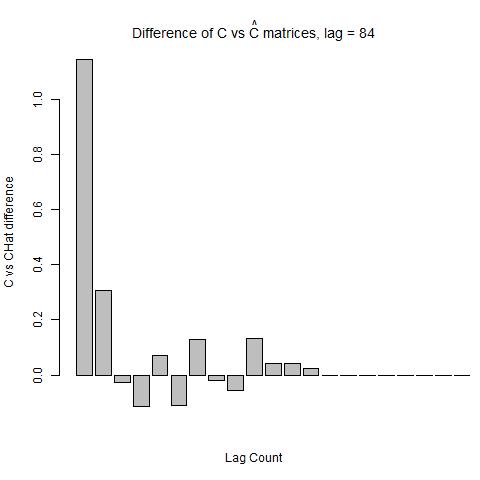 Difference of C vs Ĉ matrices, lag = 84
1.0
0.8
0.6
0.4
0.2
0.0
C vs CHat difference
Lag Count